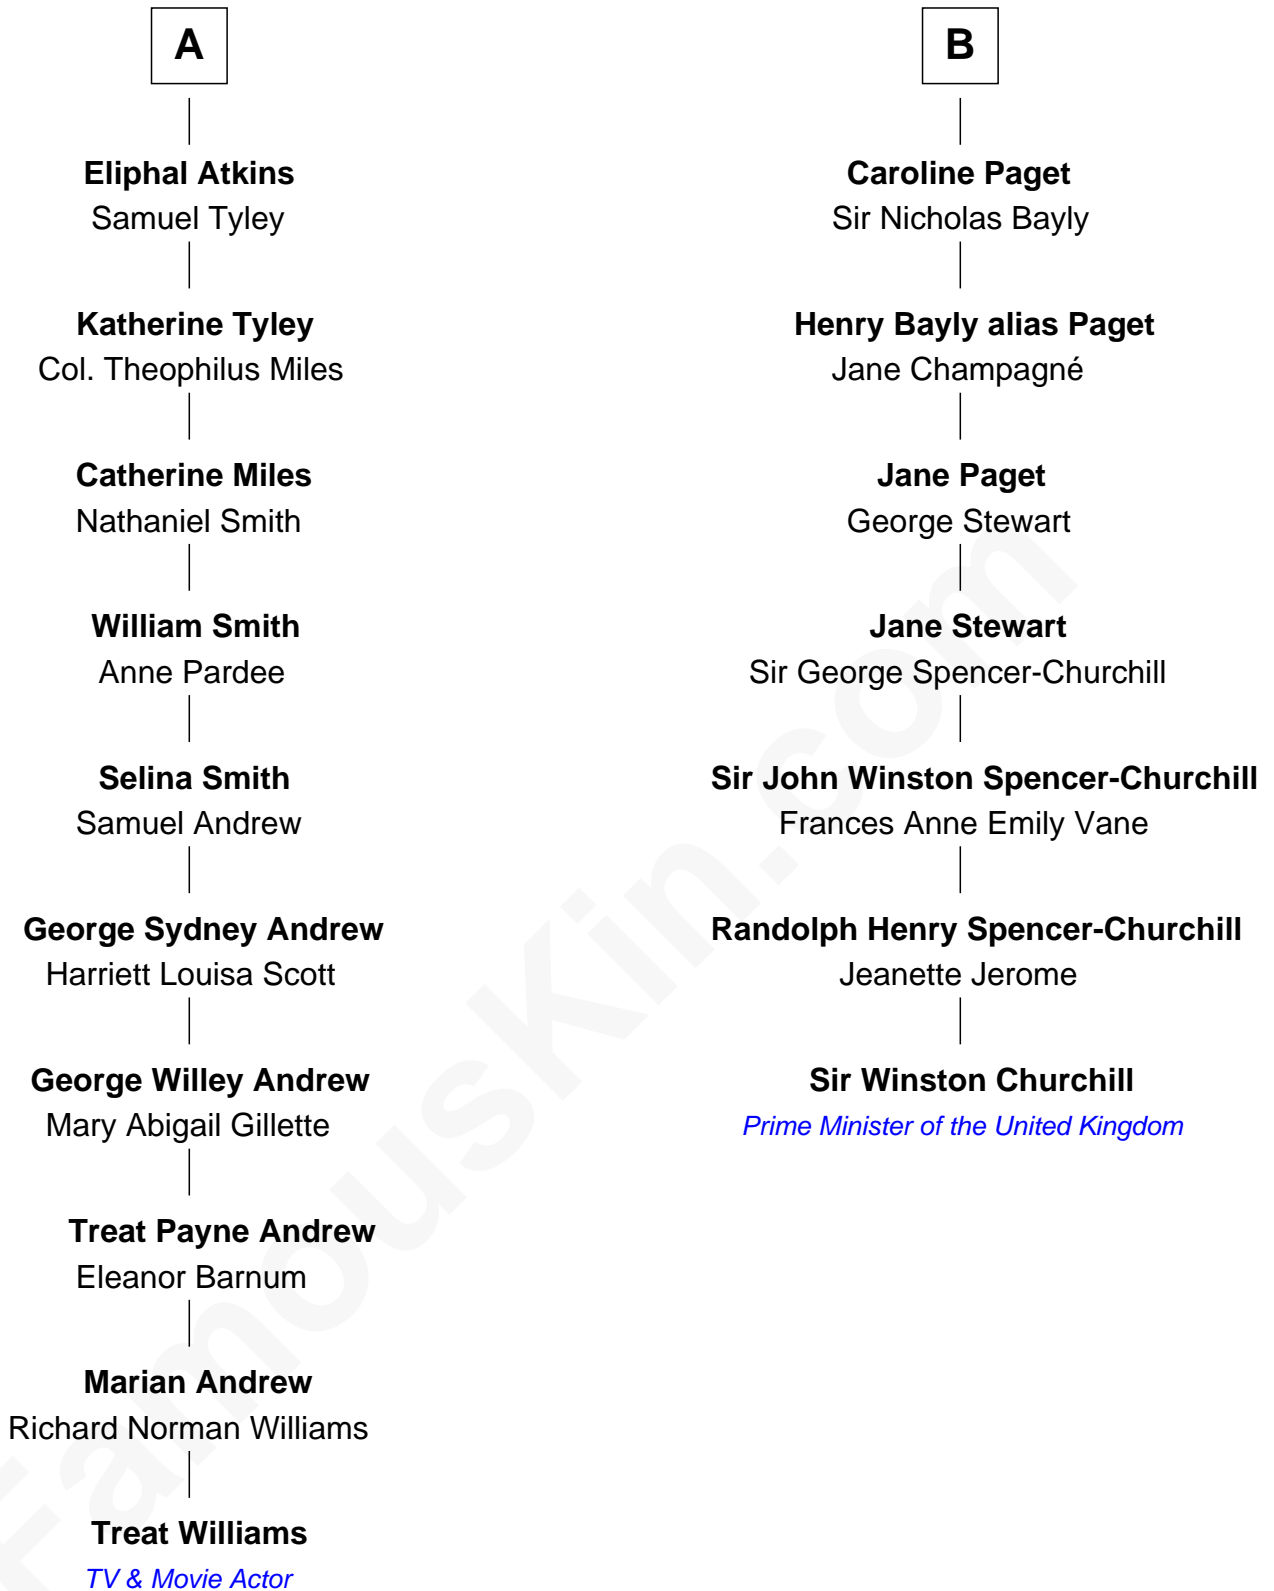 A
Eliphal Atkins
Samuel Tyley
Katherine Tyley
Col. Theophilus Miles
Catherine Miles
Nathaniel Smith
William Smith
Anne Pardee
Selina Smith
Samuel Andrew
George Sydney Andrew
Harriett Louisa Scott
George Willey Andrew
Mary Abigail Gillette
Treat Payne Andrew
Eleanor Barnum
Marian Andrew
Richard Norman Williams
Treat Williams
TV & Movie Actor
B
Caroline Paget
Sir Nicholas Bayly
Henry Bayly alias Paget
Jane Champagné
Jane Paget
George Stewart
Jane Stewart
Sir George Spencer-Churchill
Sir John Winston Spencer-Churchill
Frances Anne Emily Vane
Randolph Henry Spencer-Churchill
Jeanette Jerome
Sir Winston Churchill
Prime Minister of the United Kingdom
FamousKin.com